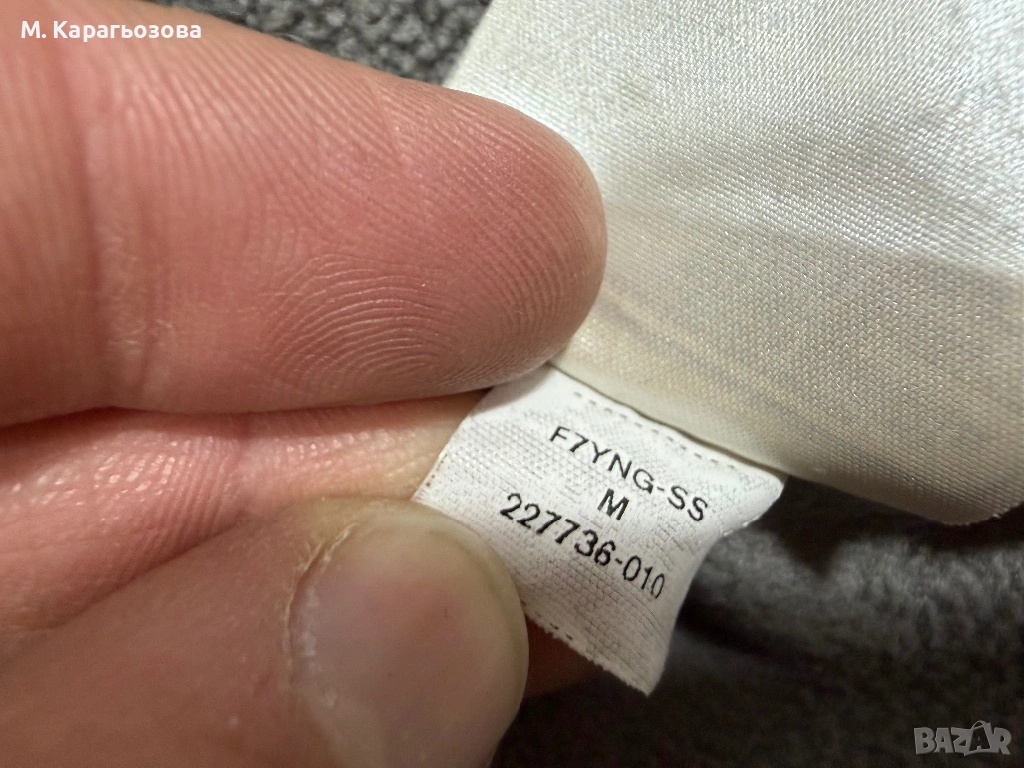 М. Карагьозова
F7YNG-SS
M
227736-010
BAZAR